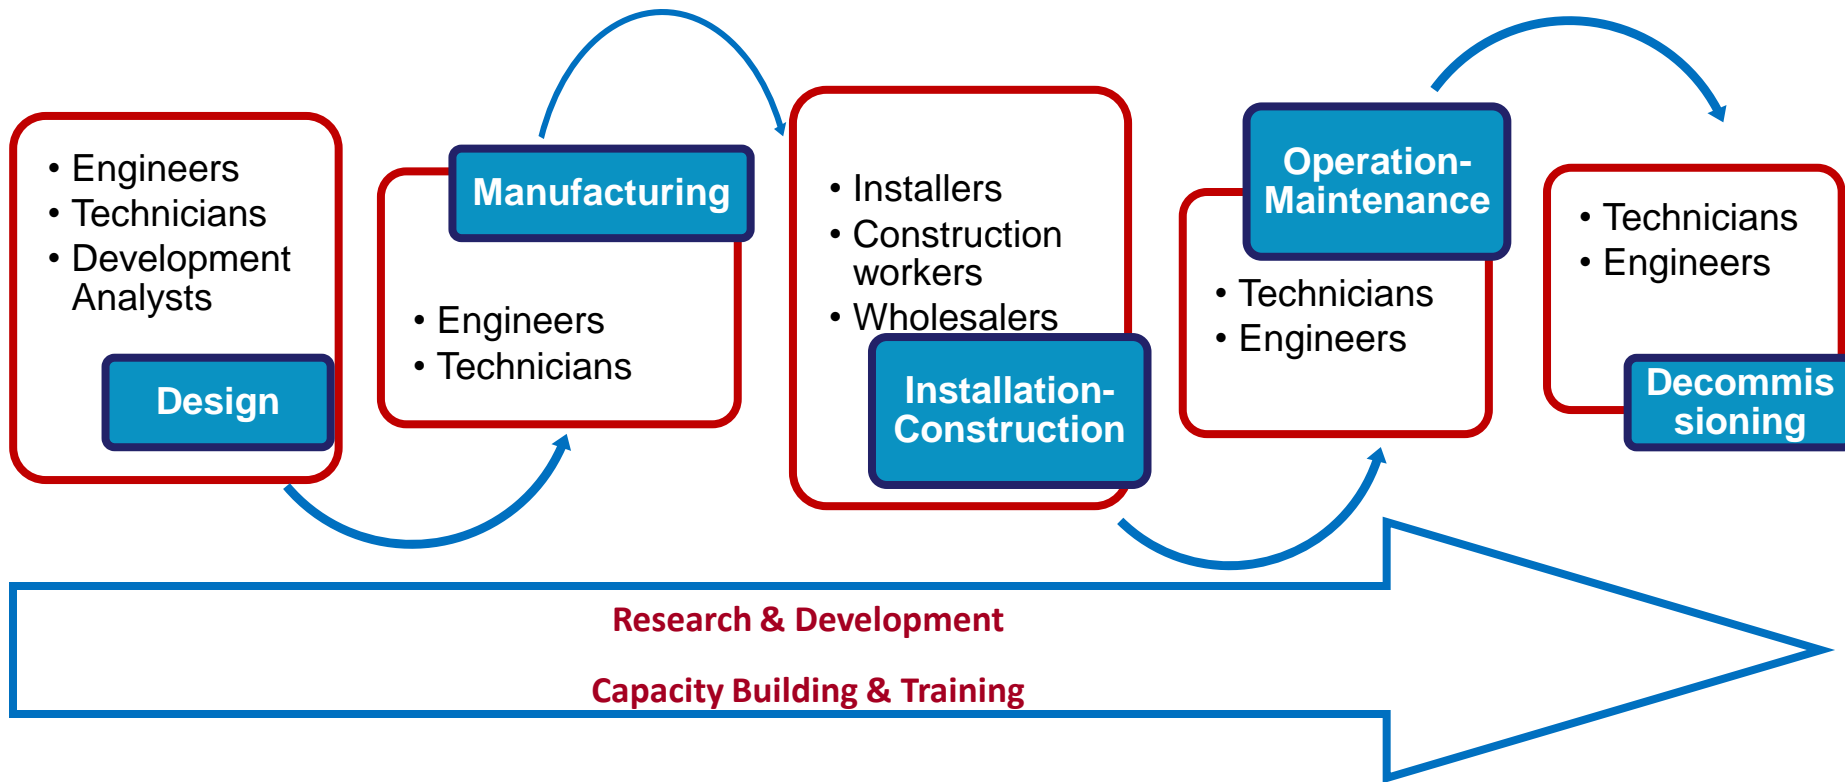 • Engineers
• Technicians
• Development
Analysts
Design
Manufacturing
• Engineers
• Technicians
• Installers
• Construction
workers
• Wholesalers
Installation-
Construction
Operation-
Maintenance
• Technicians
• Engineers
• Technicians
• Engineers
Decommis
sioning
Research & Development
Capacity Building & Training